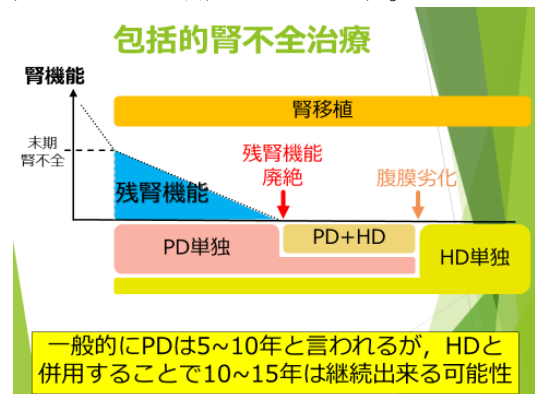 包括的腎不全治療
腎機能
腎移植
末期
腎不全
残腎機能
廃絶
腹膜劣化
残腎機能
PD単独
PD+HD
HD単独
一般的にPDは5~10年と言われるが，HDと
併用することで10~15年は継続出来る可能性